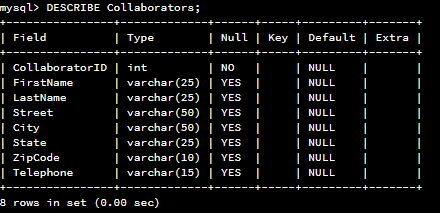 mysql> DESCRIBE Collaborators;
+----------------+-------------+------+-----+---------+-------+
| Field | Type | Null | Key | Default | Extra |
+----------------+-------------+------+-----+---------+-------+
| CollaboratorID | int | NO | | NULL | |
| FirstName | varchar(25) | YES | | NULL | |
| LastName | varchar(25) | YES | | NULL | |
| Street | varchar(50) | YES | | NULL | |
| City | varchar(50) | YES | | NULL | |
| State | varchar(25) | YES | | NULL | |
| ZipCode | varchar(10) | YES | | NULL | |
| Telephone | varchar(15) | YES | | NULL | |
+----------------+-------------+------+-----+---------+-------+
8 rows in set (0.00 sec)